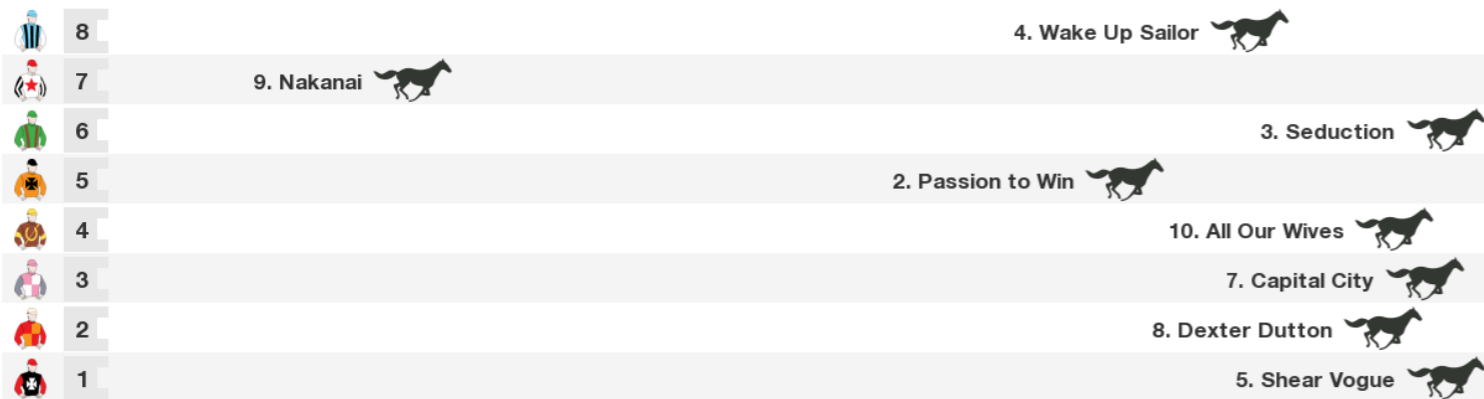 8 4. Wake Up Sailor
7 9. Nakanai
6 3. Seduction
5 2. Passion to Win
4 10. All Our Wives
3 7. Capital City
2 8. Dexter Dutton
1 5. Shear Vogue